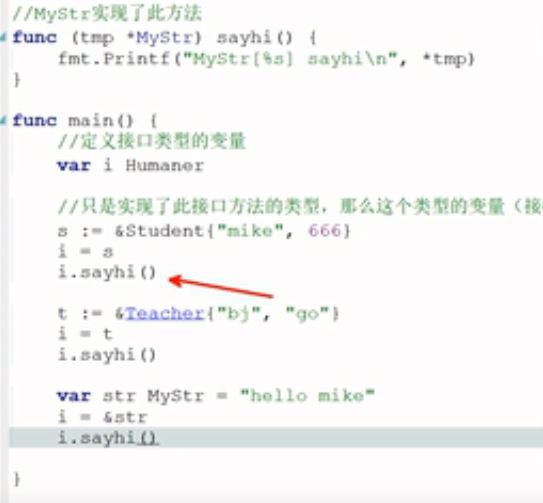 //MyStr实现了此方法
func (tmp *MyStr) sayhi() {
    fmt.Printf("MyStr[%s] sayhi\n", *tmp)
}
func main() {
    //定义接口类型的变量
    var i Humaner
    //只是实现了此接口方法的类型，那么这个类型的变量（接
    s := &Student{"mike", 666}
    i = s
    i.sayhi()
    t := &Teacher{"bj", "go"}
    i = t
    i.sayhi()
    var str MyStr = "hello mike"
    i = &str
    i.sayhi()
}